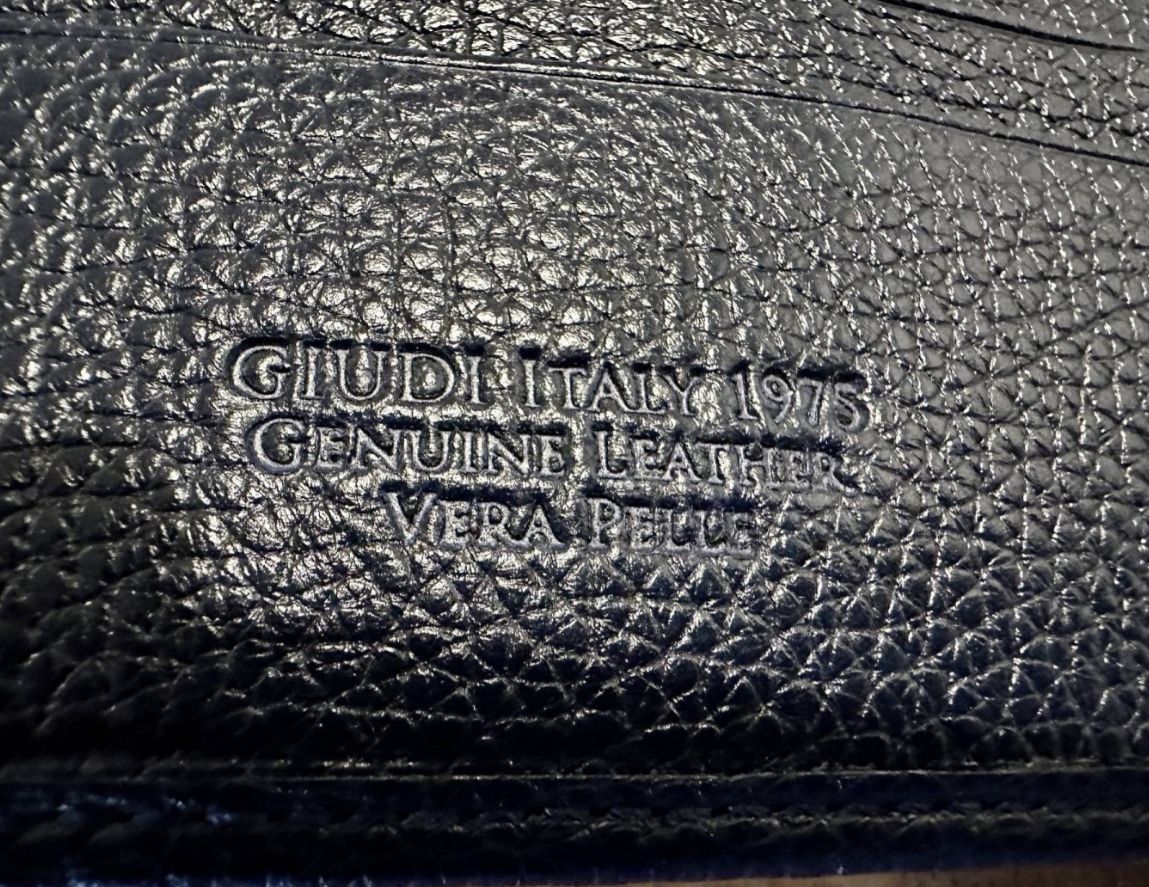 GIUDI ITALY 1975
GENUINE LEATHER
VERA PELLE